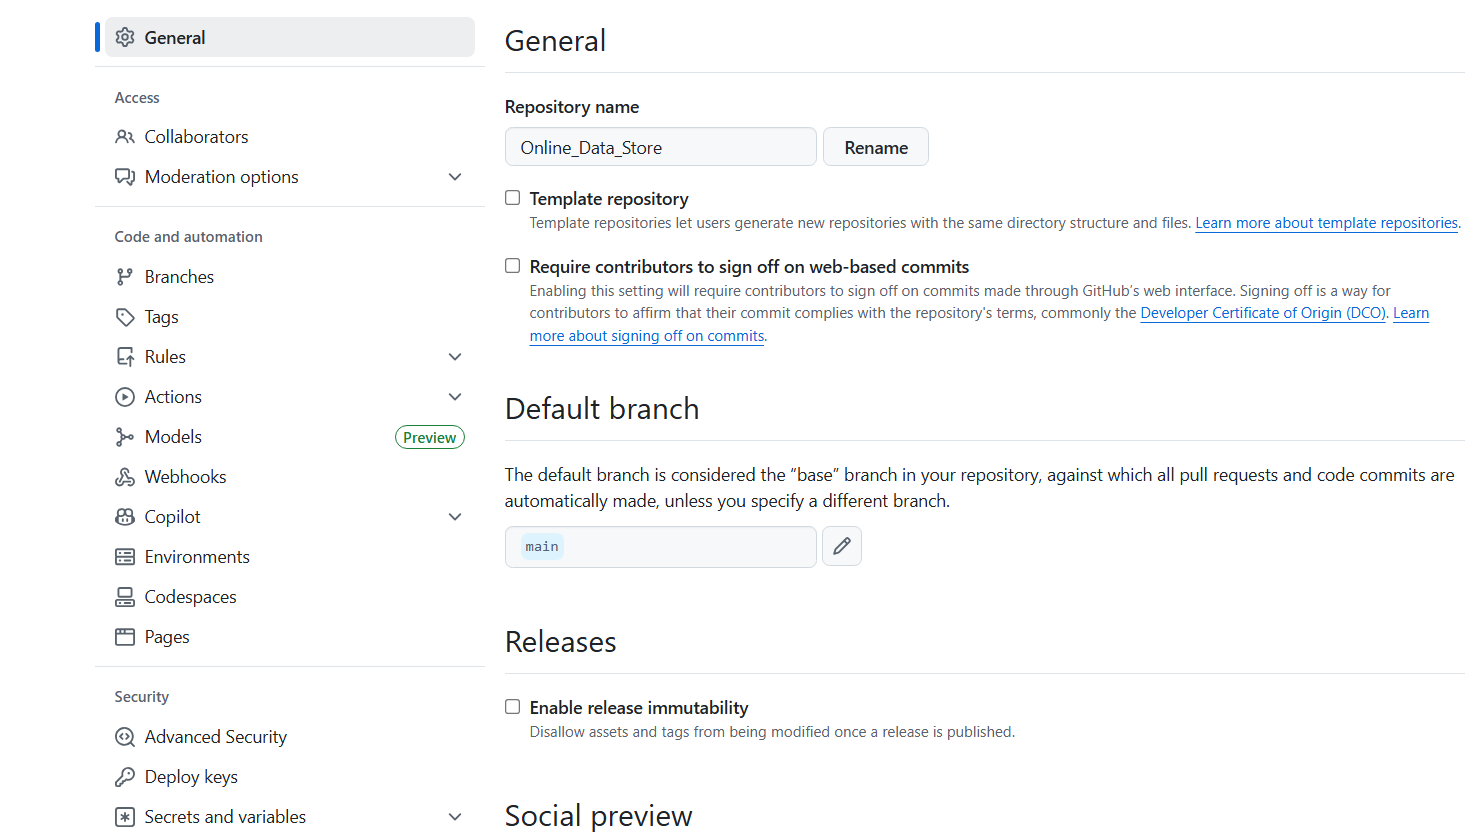 General
Access
Collaborators
Moderation options
Code and automation
Branches
Tags
Rules
Actions
Models
Preview
Webhooks
Copilot
Environments
Codespaces
Pages
Security
Advanced Security
Deploy keys
Secrets and variables
General
Repository name
Online_Data_Store
Rename
Template repository
Template repositories let users generate new repositories with the same directory structure and files. Learn more about template repositories.
Require contributors to sign off on web-based commits
Enabling this setting will require contributors to sign off on commits made through GitHub’s web interface. Signing off is a way for
contributors to affirm that their commit complies with the repository's terms, commonly the Developer Certificate of Origin (DCO). Learn
more about signing off on commits.
Default branch
The default branch is considered the “base” branch in your repository, against which all pull requests and code commits are
automatically made, unless you specify a different branch.
main
Releases
Enable release immutability
Disallow assets and tags from being modified once a release is published.
Social preview